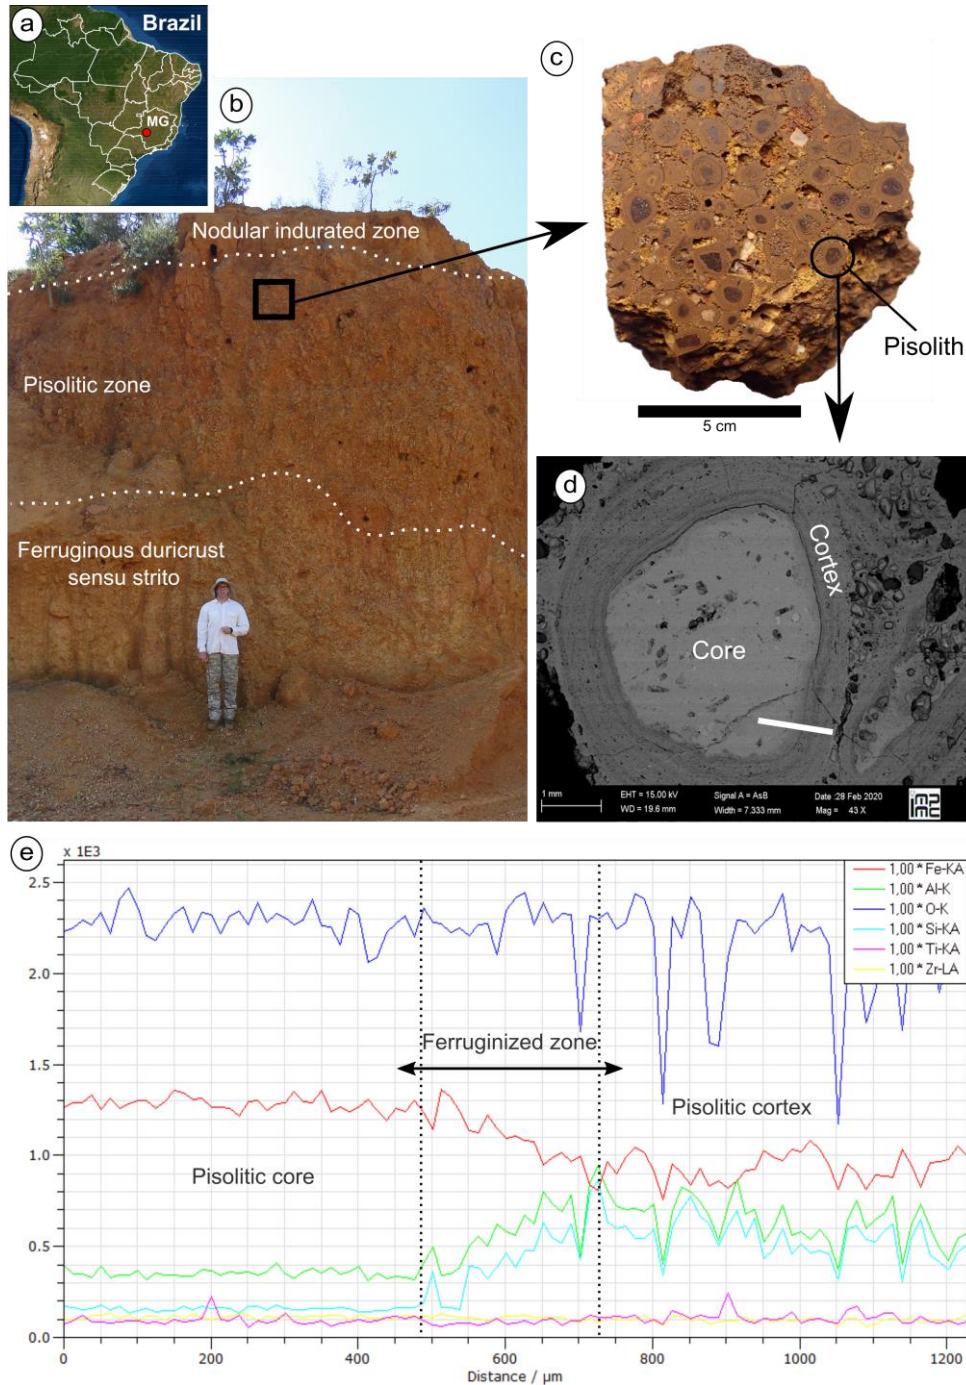 a
Brazil
MG
b
Nodular indurated zone
Pisolitic zone
Ferruginous duricrust
sensu strito
c
Pisolith
5 cm
d
Cortex
Core
1 mm
EHT = 15.00 kV
Signal A = AsB
Date :28 Feb 2020
WD = 19.6 mm
Width = 7.333 mm
Mag = 43 X
e
x 1E3
1,00 * Fe-KA
1,00 * Al-K
1,00 * O-K
1,00 * Si-KA
1,00 * Ti-KA
1,00 * Zr-LA
2.5
2.0
1.5
1.0
0.5
0.0
Ferruginized zone
Pisolitic core
Pisolitic cortex
0
200
400
600
800
1000
1200
Distance / µm